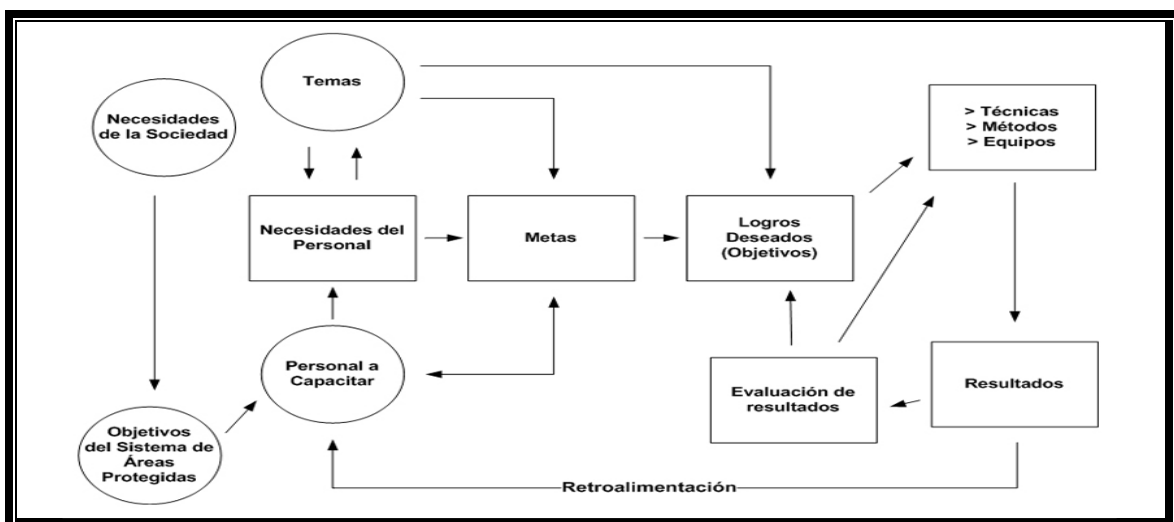 Temas
Necesidades
de la Sociedad
> Técnicas
> Métodos
> Equipos
Necesidades del
Personal
Metas
Logros
Deseados
(Objetivos)
Personal a
Capacitar
Evaluación de
resultados
Resultados
Objetivos
del Sistema de
Áreas
Protegidas
Retroalimentación